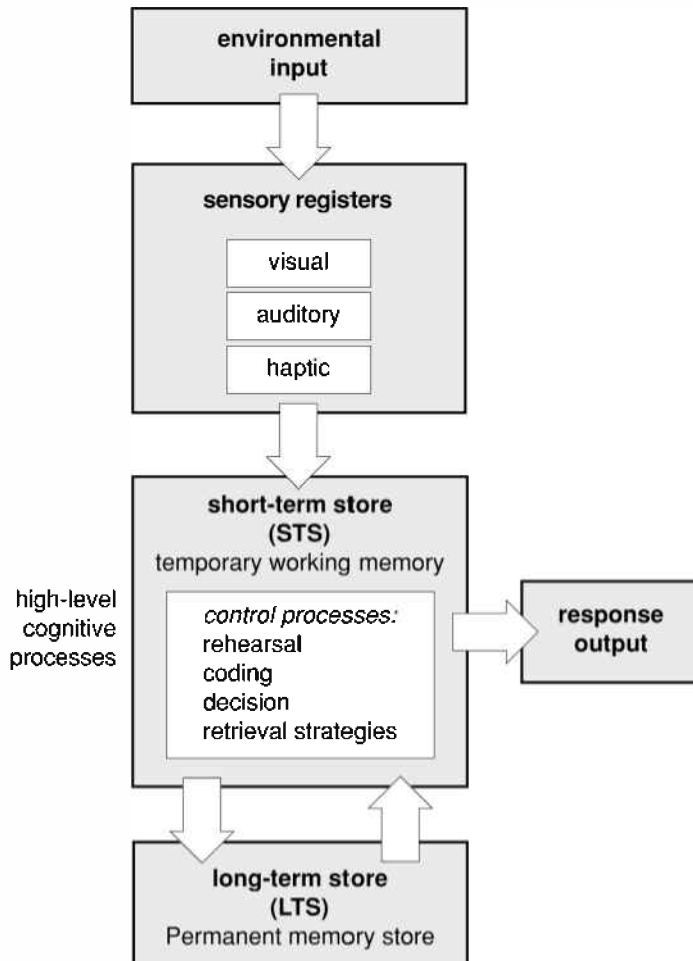 environmental
input
sensory registers
visual
auditory
haptic
short-term store
(STS)
temporary working memory
high-level
cognitive
processes
control processes:
rehearsal
coding
decision
retrieval strategies
response
output
long-term store
(LTS)
Permanent memory store